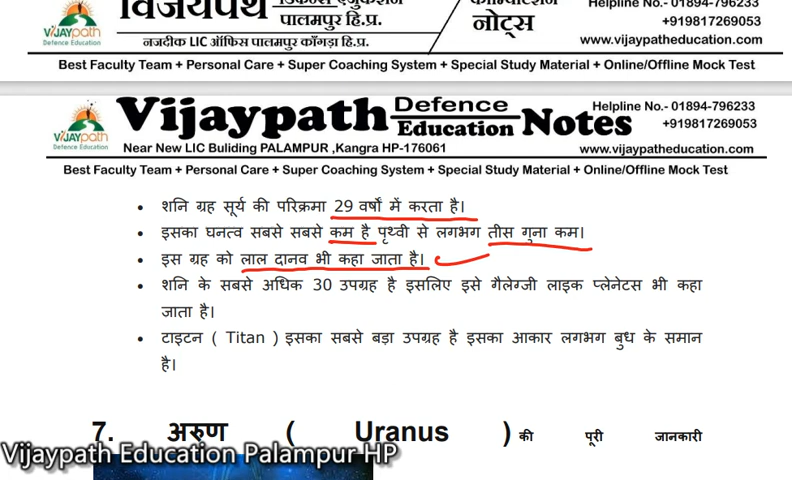 विजयपथ डिफेन्स एजुकेशन पालमपुर हि.प्र. नोट्स
Helpline No.- 01894-796233
+919817269053
VIJAYpath
Defence Education
नजदीक LIC ऑफिस पालमपुर काँगड़ा हि.प्र.
www.vijaypatheducation.com
Best Faculty Team + Personal Care + Super Coaching System + Special Study Material + Online/Offline Mock Test
Vijaypath Defence Education Notes
Helpline No.- 01894-796233
+919817269053
VIJAYpath
Defence Education
Near New LIC Buliding PALAMPUR ,Kangra HP-176061
www.vijaypatheducation.com
Best Faculty Team + Personal Care + Super Coaching System + Special Study Material + Online/Offline Mock Test
• शनि ग्रह सूर्य की परिक्रमा 29 वर्षों में करता है।
• इसका घनत्व सबसे सबसे कम है पृथ्वी से लगभग तीस गुना कम।
• इस ग्रह को लाल दानव भी कहा जाता है।
• शनि के सबसे अधिक 30 उपग्रह है इसलिए इसे गैलेग्जी लाइक प्लेनेटस भी कहा
जाता है।
• टाइटन ( Titan ) इसका सबसे बड़ा उपग्रह है इसका आकार लगभग बुध के समान
है।
7. अरुण ( Uranus ) की पूरी जानकारी
Vijaypath Education Palampur HP